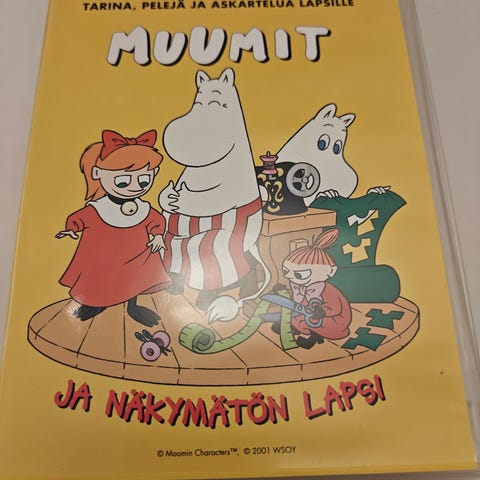 TARINA, PELEJÄ JA ASKARTELUA LAPSILLE
MUUMIT
JA NÄKYMÄTÖN LAPSI
© Moomin Characters™, © 2001 WSOY